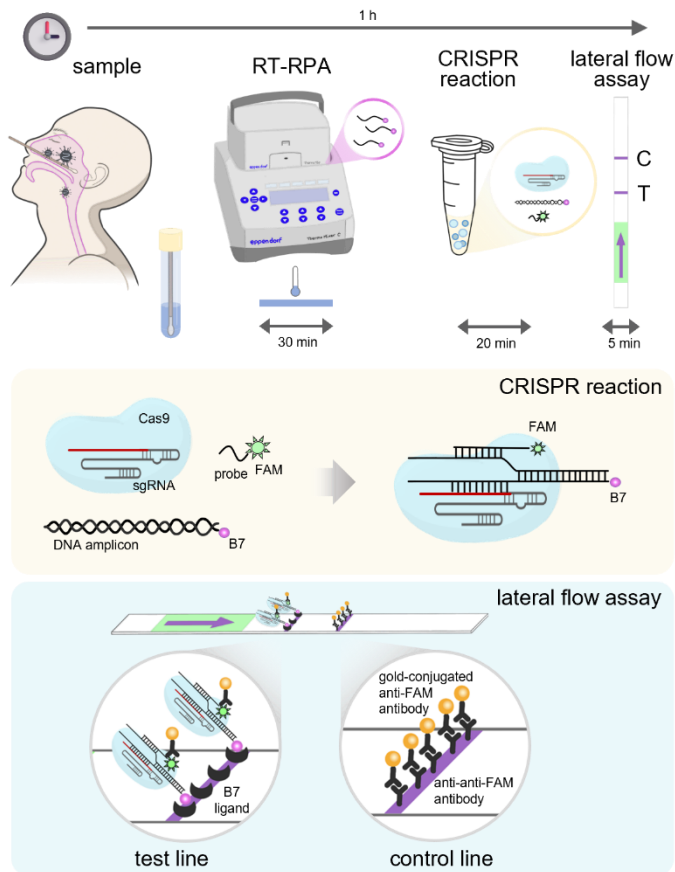 1 h
sample
RT-RPA
CRISPR
reaction
lateral flow
assay
C
T
eppendorf
eppendorf
30 min
20 min
5 min
CRISPR reaction
Cas9
sgRNA
probe
FAM
DNA amplicon
B7
FAM
B7
lateral flow assay
gold-conjugated
anti-FAM
antibody
B7
ligand
anti-anti-FAM
antibody
test line
control line